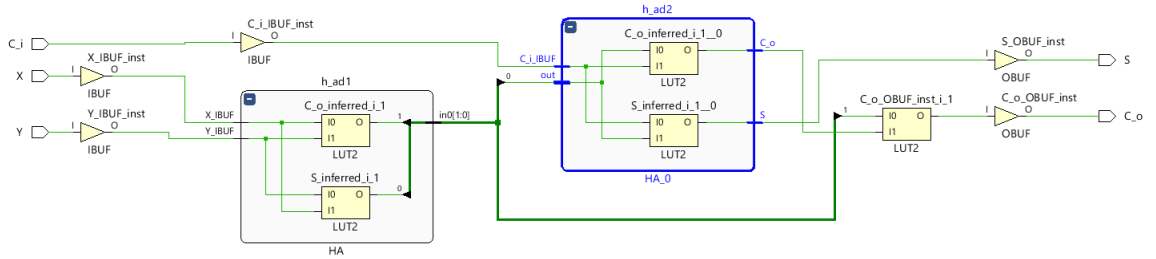 h_ad2
C_i_IBUF_inst
C_i
I
O
IBUF
X_IBUF_inst
X
I
O
IBUF
Y_IBUF_inst
Y
I
O
IBUF
h_ad1
C_o_inferred_i_1
X_IBUF
Y_IBUF
I0
O
I1
LUT2
1
in0[1:0]
S_inferred_i_1
I0
O
I1
LUT2
0
HA
0
C_i_IBUF
out
C_o_inferred_i_1__0
I0
O
I1
LUT2
C_o
S_inferred_i_1__0
I0
O
I1
LUT2
S
HA_0
C_o_OBUF_inst_i_1
1
I0
O
I1
LUT2
S_OBUF_inst
I
O
OBUF
S
C_o_OBUF_inst
I
O
OBUF
C_o